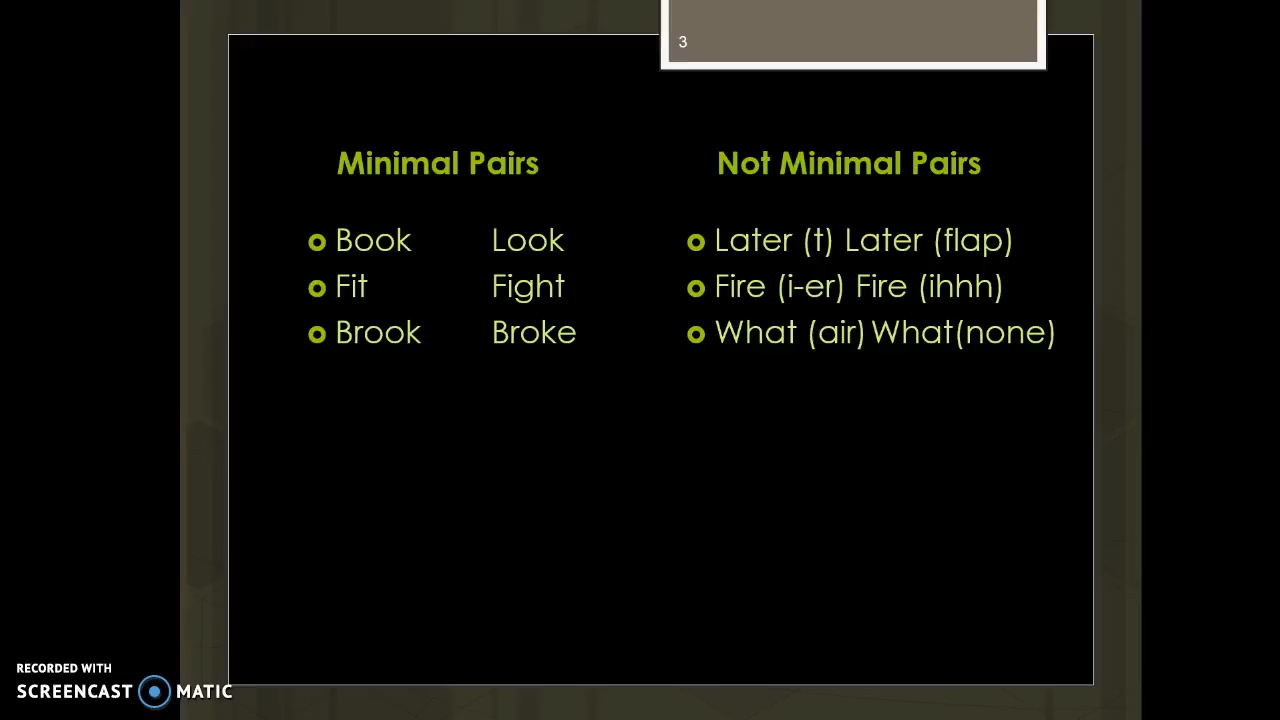 3
Minimal Pairs
Book Look
Fit Fight
Brook Broke
Not Minimal Pairs
Later (t) Later (flap)
Fire (i-er) Fire (ihhh)
What (air) What(none)
RECORDED WITH
SCREENCAST MATIC